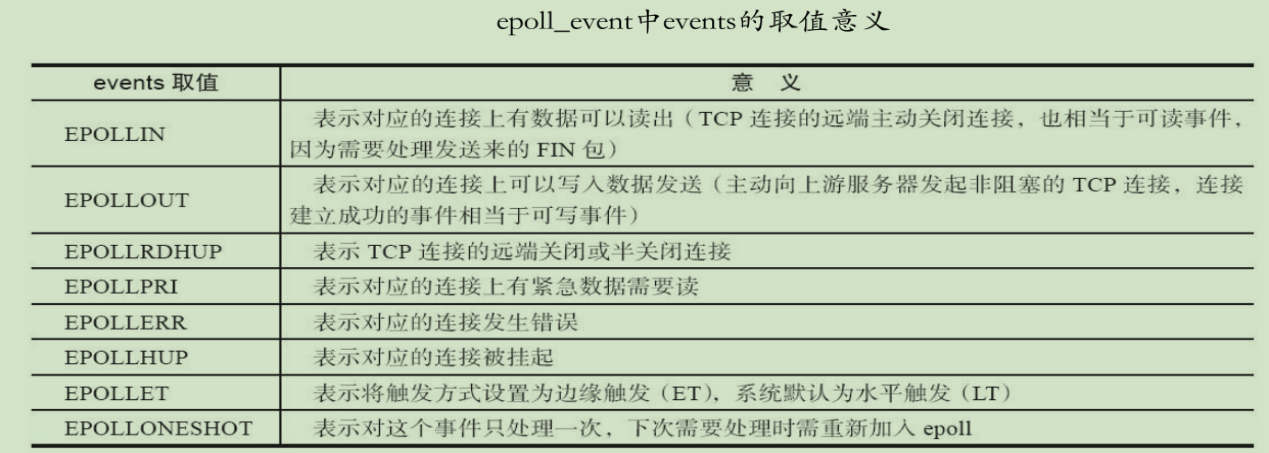 epoll_event中events的取值意义
events 取值 意 义
EPOLLIN 表示对应的连接上有数据可以读出（TCP 连接的远端主动关闭连接，也相当于可读事件，
因为需要处理发送来的 FIN 包）
EPOLLOUT 表示对应的连接上可以写入数据发送（主动向上游服务器发起非阻塞的 TCP 连接，连接
建立成功的事件相当于可写事件）
EPOLLRDHUP 表示 TCP 连接的远端关闭或半关闭连接
EPOLLPRI 表示对应的连接上有紧急数据需要读
EPOLLERR 表示对应的连接发生错误
EPOLLHUP 表示对应的连接被挂起
EPOLLET 表示将触发方式设置为边缘触发（ET），系统默认为水平触发（LT）
EPOLLONESHOT 表示对这个事件只处理一次，下次需要处理时需重新加入 epoll